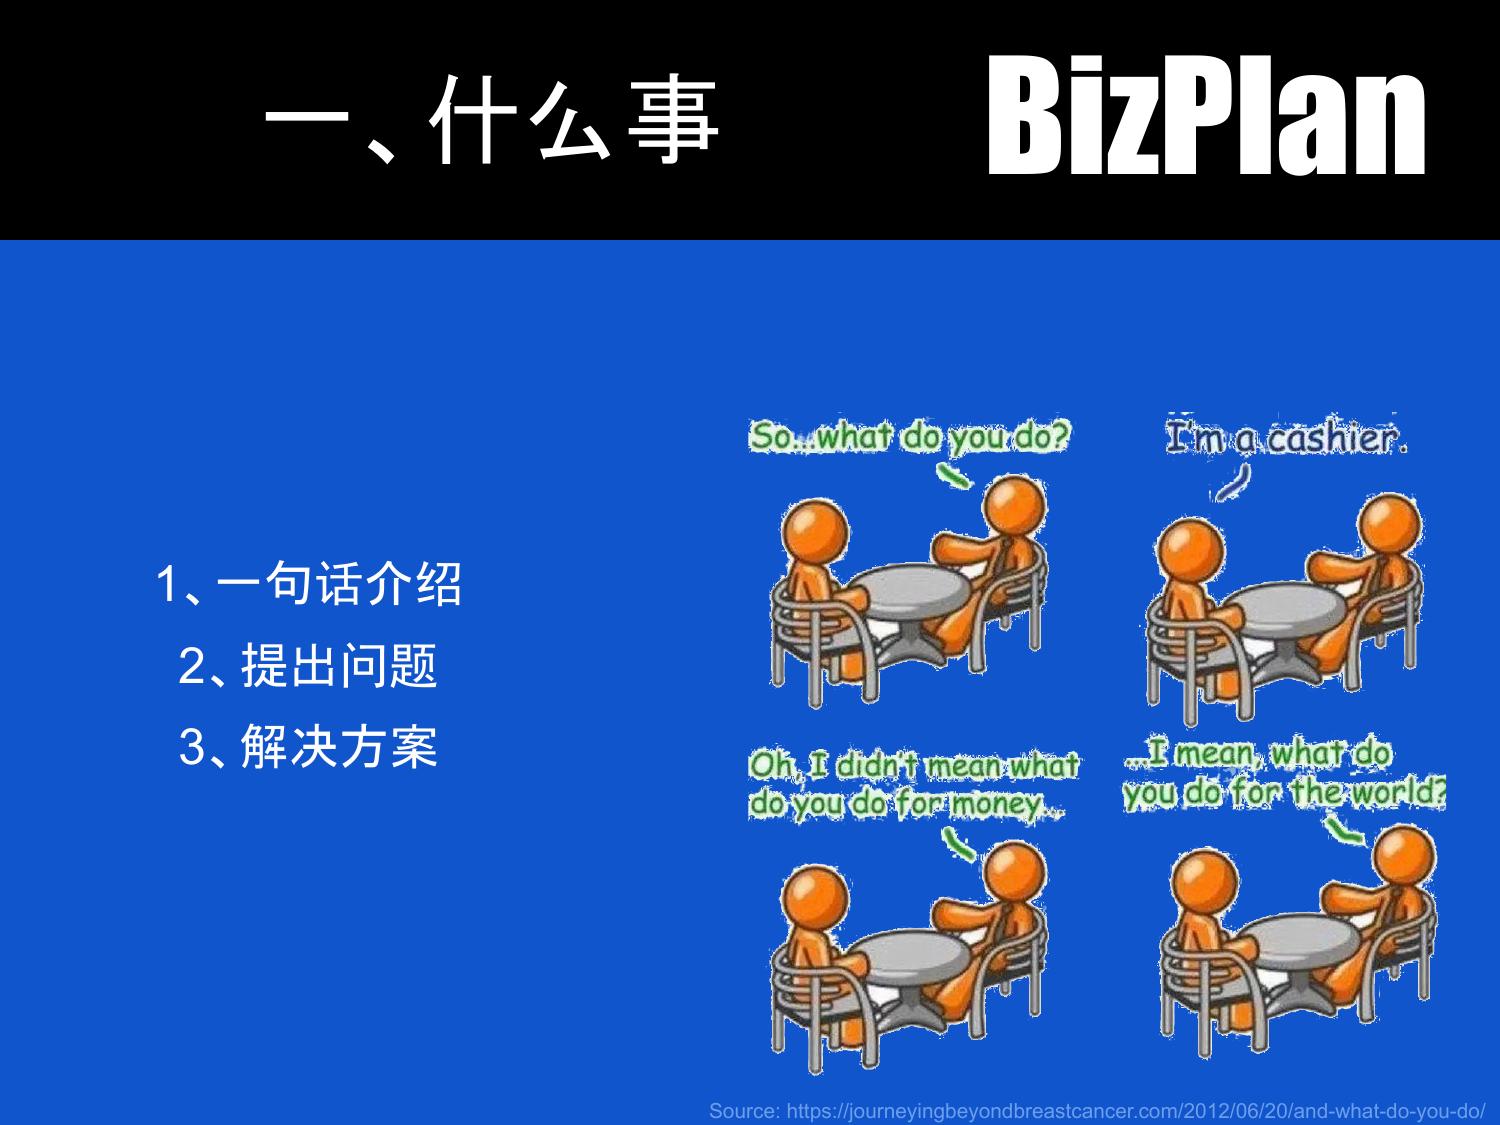 一、什么事
BizPlan
1、一句话介绍
2、提出问题
3、解决方案
So...what do you do?
I'm a cashier.
Oh, I didn't mean what
do you do for money...
...I mean, what do
you do for the world?
Source: https://journeyingbeyondbreastcancer.com/2012/06/20/and-what-do-you-do/